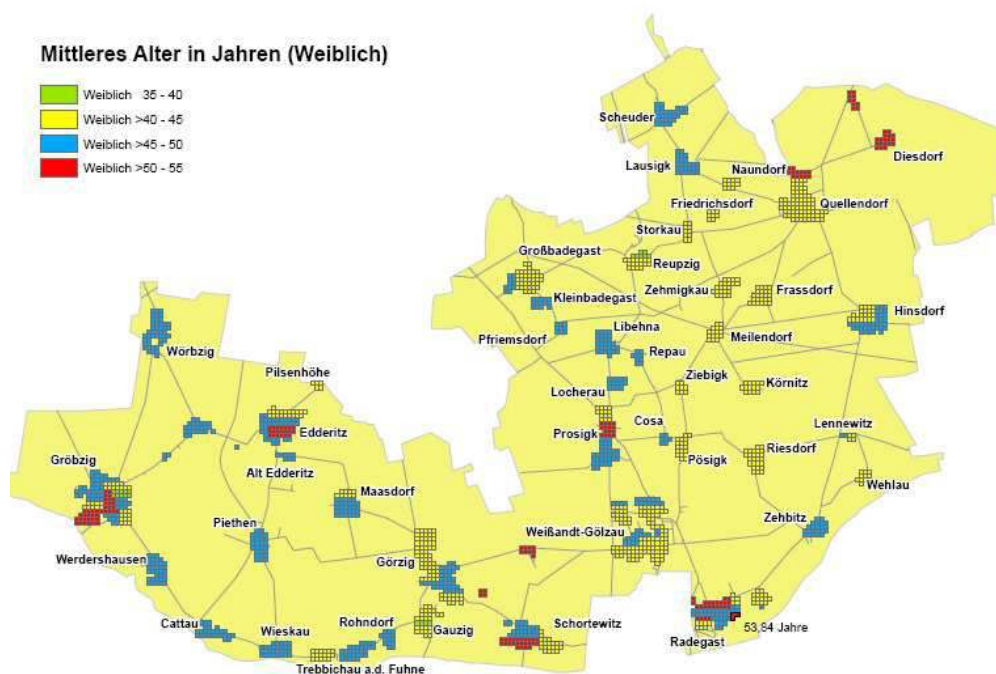 Mittleres Alter in Jahren (Weiblich)
Weiblich 35 - 40
Weiblich >40 - 45
Weiblich >45 - 50
Weiblich >50 - 55
Scheuder
Diesdorf
Lausigk
Naundorf
Friedrichsdorf
Quellendorf
Storkau
Großbadegast
Reupzig
Zehmigkau
Frassdorf
Kleinbadegast
Hinsdorf
Libehna
Pfriemsdorf
Meilendorf
Wörbzig
Repau
Pilsenhöhe
Ziebigk
Körnitz
Locherau
Edderitz
Prosigk
Cosa
Lennewitz
Gröbzig
Alt Edderitz
Pösigk
Riesdorf
Maasdorf
Wehlau
Piethen
Weißandt-Gölzau
Zehbitz
Werdershausen
Görzig
Cattau
Wieskau
Rohndorf
Gauzig
Schortewitz
53,84 Jahre
Radegast
Trebbichau a.d. Fuhne